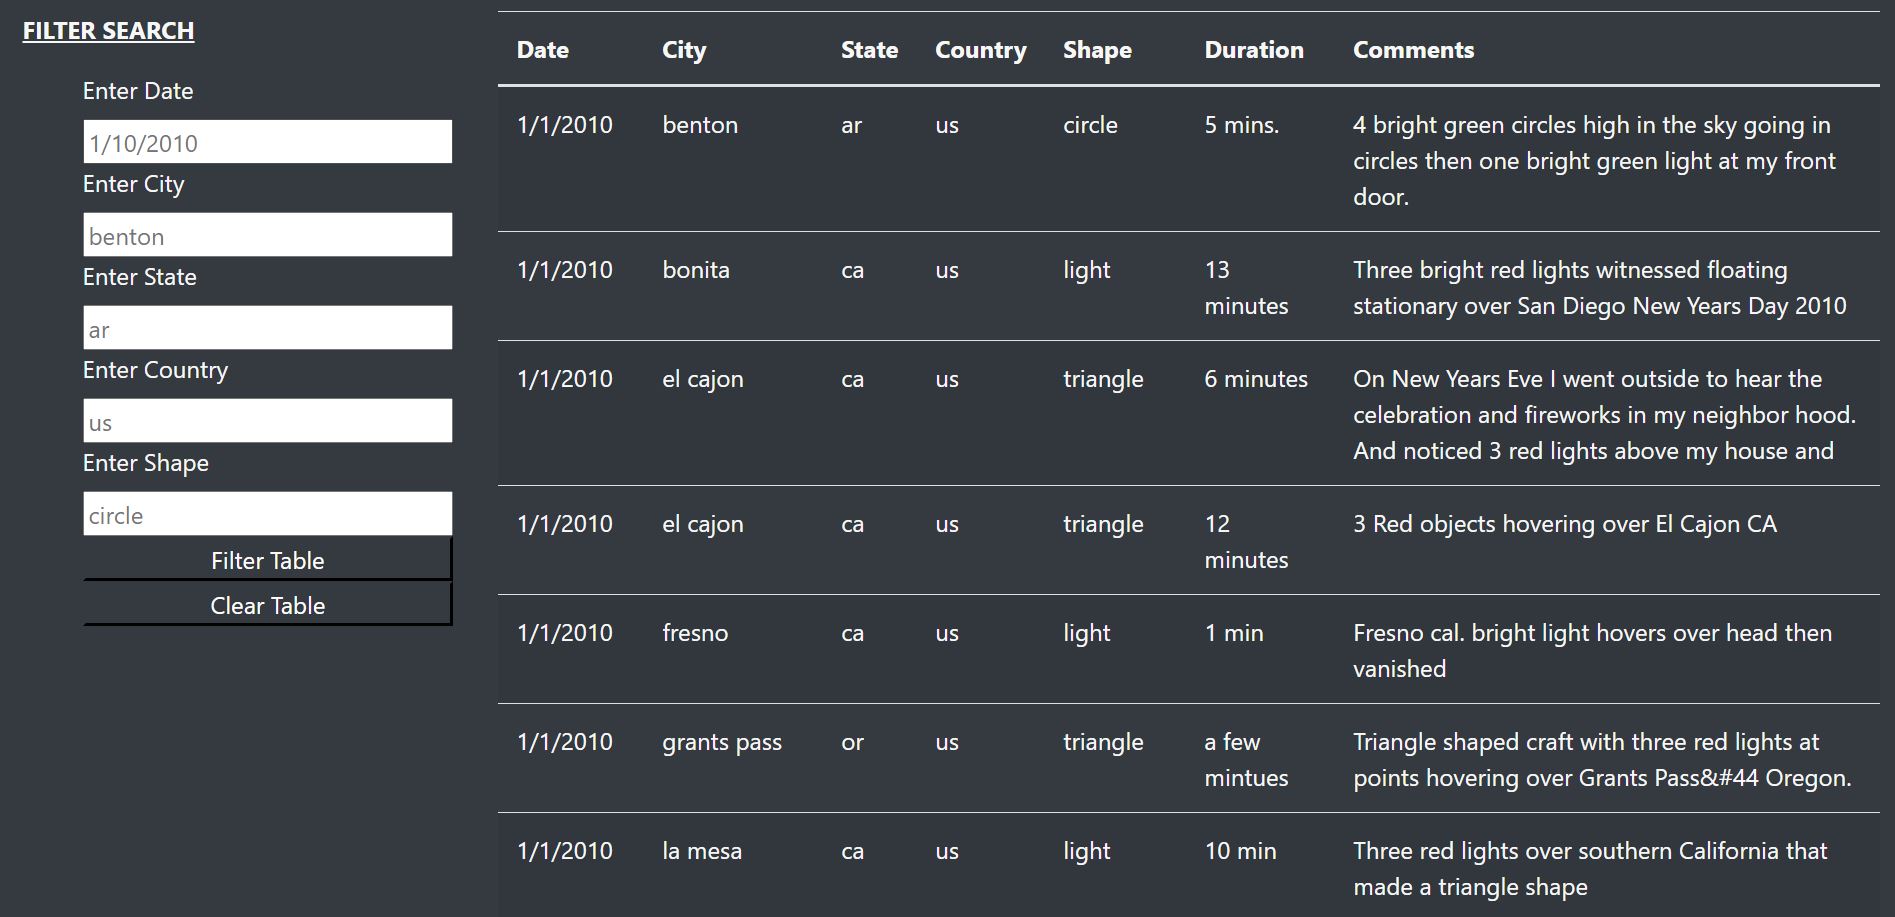 FILTER SEARCH
Enter Date
1/10/2010
Enter City
benton
Enter State
ar
Enter Country
us
Enter Shape
circle
Filter Table
Clear Table
Date City State Country Shape Duration Comments
1/1/2010 benton ar us circle 5 mins. 4 bright green circles high in the sky going in
circles then one bright green light at my front
door.
1/1/2010 bonita ca us light 13 Three bright red lights witnessed floating
minutes stationary over San Diego New Years Day 2010
1/1/2010 el cajon ca us triangle 6 minutes On New Years Eve I went outside to hear the
celebration and fireworks in my neighbor hood.
And noticed 3 red lights above my house and
1/1/2010 el cajon ca us triangle 12 3 Red objects hovering over El Cajon CA
minutes
1/1/2010 fresno ca us light 1 min Fresno cal. bright light hovers over head then
vanished
1/1/2010 grants pass or us triangle a few Triangle shaped craft with three red lights at
mintues points hovering over Grants Pass&#44 Oregon.
1/1/2010 la mesa ca us light 10 min Three red lights over southern California that
made a triangle shape